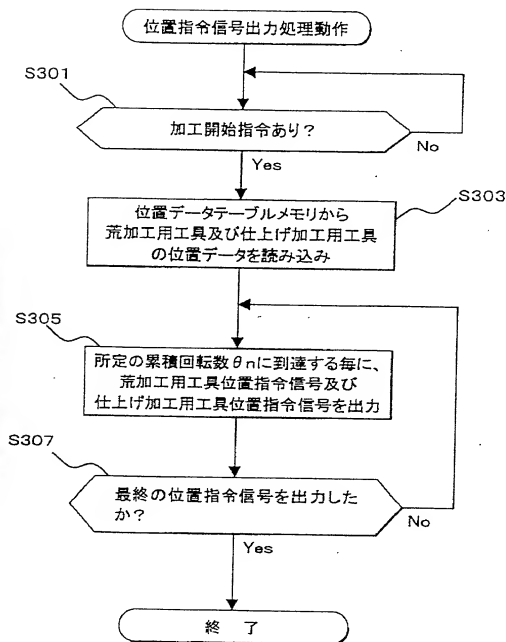 位置指令信号出力処理動作
S301
加工開始指令あり?
No
Yes
S303
位置データテーブルメモリから
荒加工用工具及び仕上げ加工用工具
の位置データを読み込み
S305
所定の累積回転数θnに到達する毎に、
荒加工用工具位置指令信号及び
仕上げ加工用工具位置指令信号を出力
S307
最終の位置指令信号を出力した
か?
No
Yes
終 了